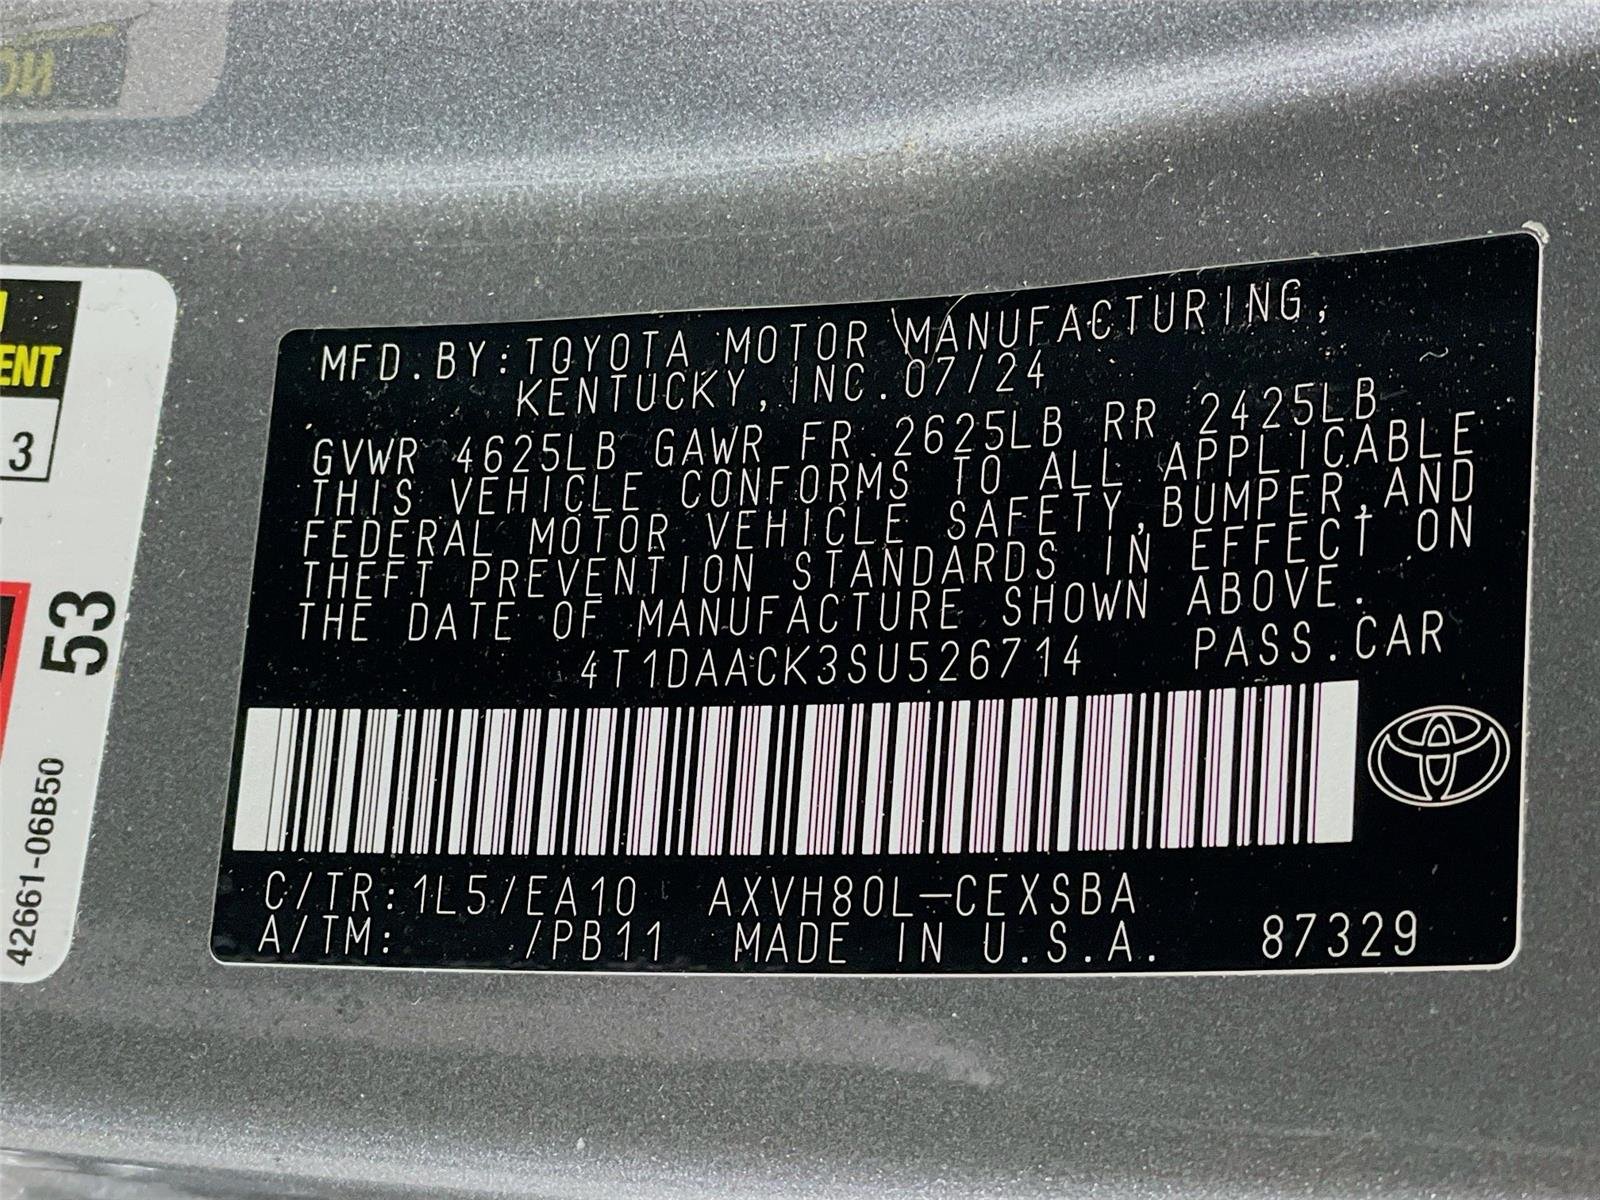 ENT
3
53
42661-06B50
MFD.BY:TOYOTA MOTOR MANUFACTURING,
KENTUCKY,INC.07/24
GVWR 4625LB GAWR FR 2625LB RR 2425LB
THIS VEHICLE CONFORMS TO ALL APPLICABLE
FEDERAL MOTOR VEHICLE SAFETY,BUMPER,AND
THEFT PREVENTION STANDARDS IN EFFECT ON
THE DATE OF MANUFACTURE SHOWN ABOVE.
4T1DAACK3SU526714 PASS.CAR
C/TR:1L5/EA10 AXVH80L-CEXSBA
A/TM: /PB11 MADE IN U.S.A. 87329